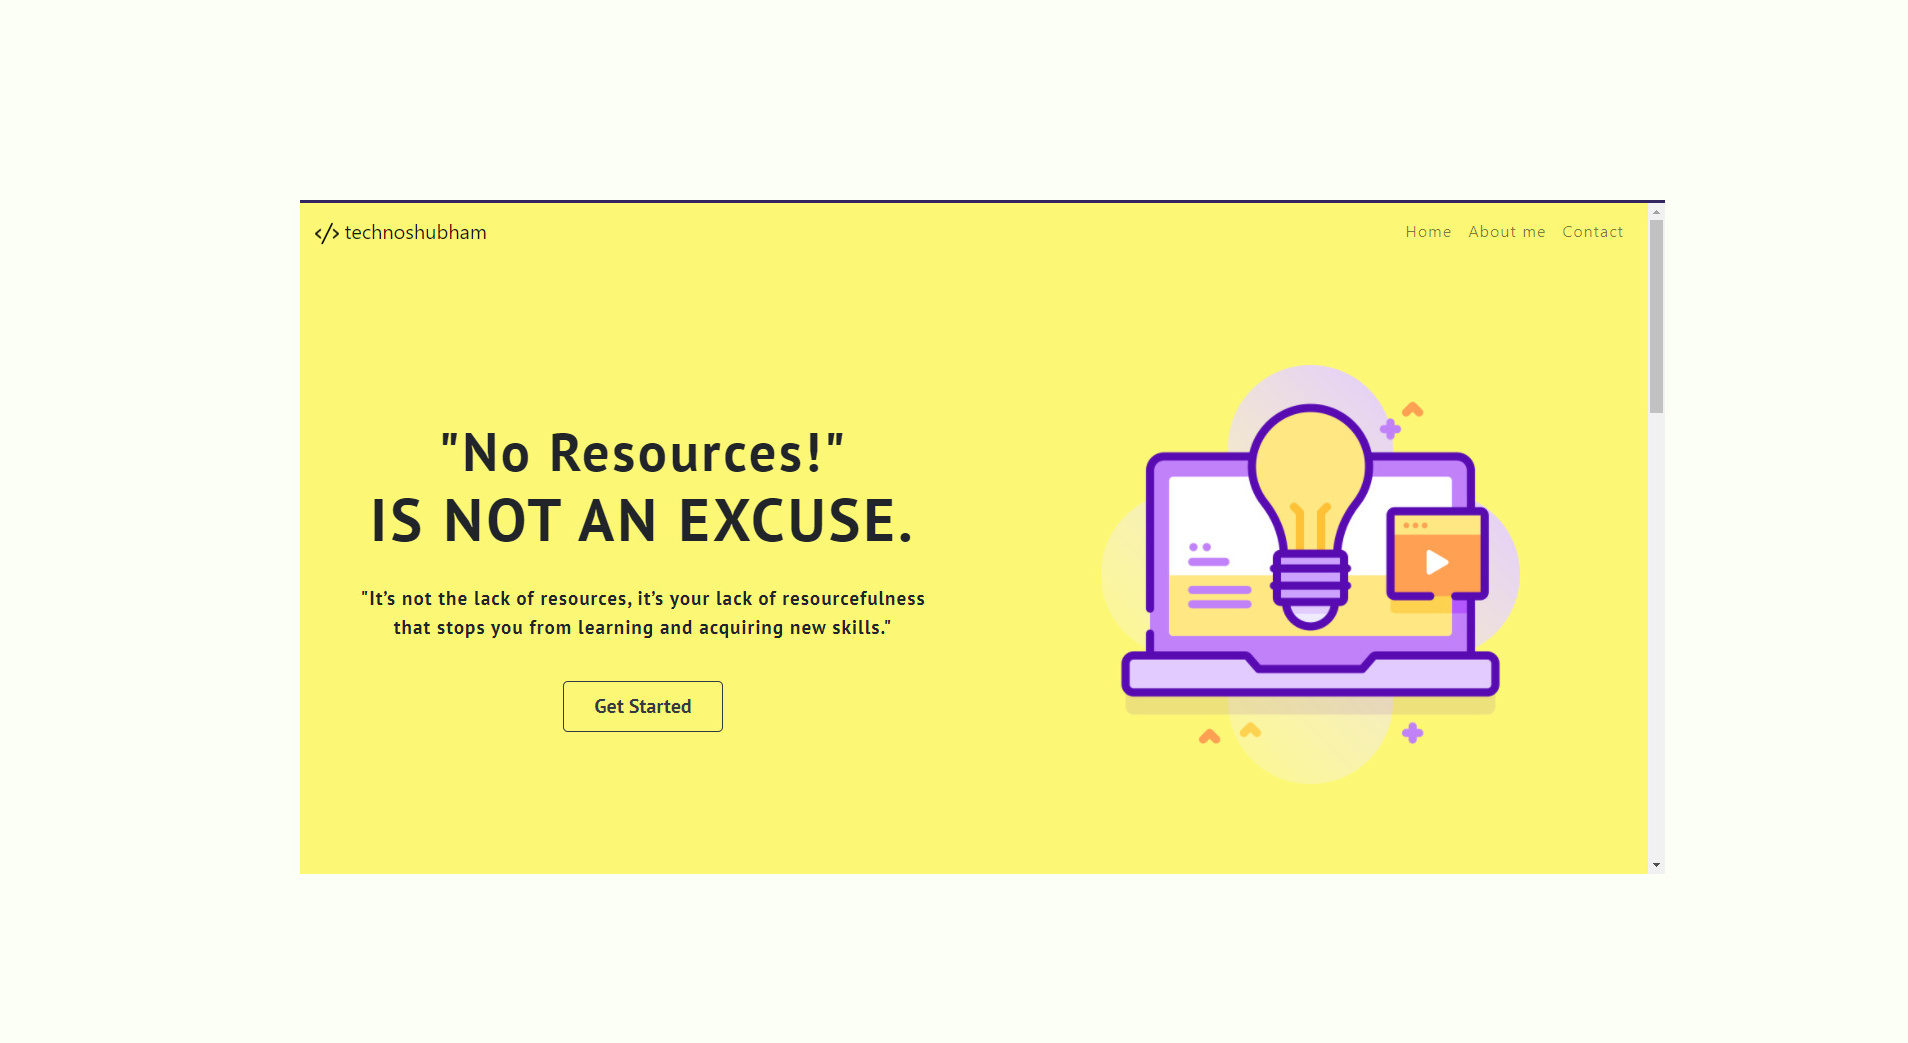 </> technoshubham
Home About me Contact
"No Resources!"
IS NOT AN EXCUSE.
"It’s not the lack of resources, it’s your lack of resourcefulness
that stops you from learning and acquiring new skills."
Get Started